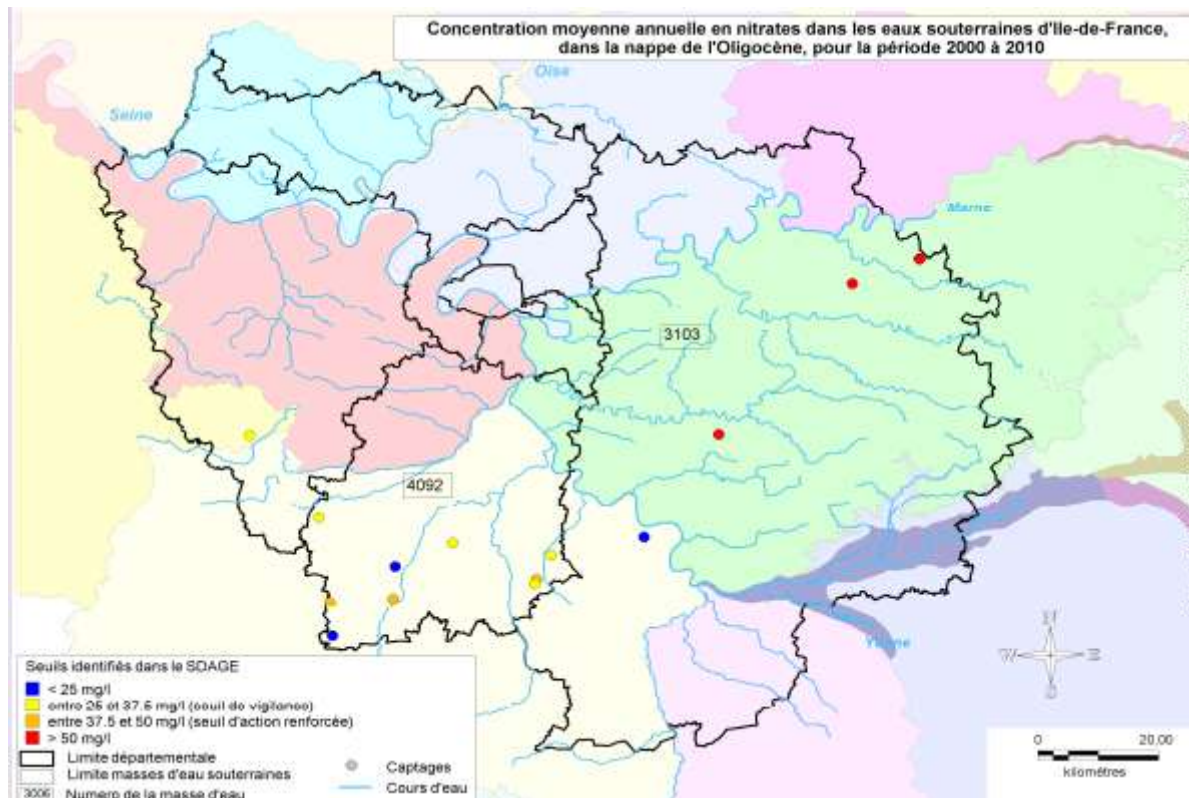 Concentration moyenne annuelle en nitrates dans les eaux souterraines d'Ile-de-France,
dans la nappe de l'Oligocène, pour la période 2000 à 2010
Oise
Seine
Marne
3103
4092
Yonne
N
W E
S
Seuils identifiés dans le SDAGE
< 25 mg/l
entre 25 et 37.5 mg/l (seuil de vigilance)
entre 37.5 et 50 mg/l (seuil d'action renforcée)
> 50 mg/l
Limite départementale
Limite masses d'eau souterraines
3006 Numero de la masse d'eau
Captages
Cours d'eau
0 20,00
kilomètres